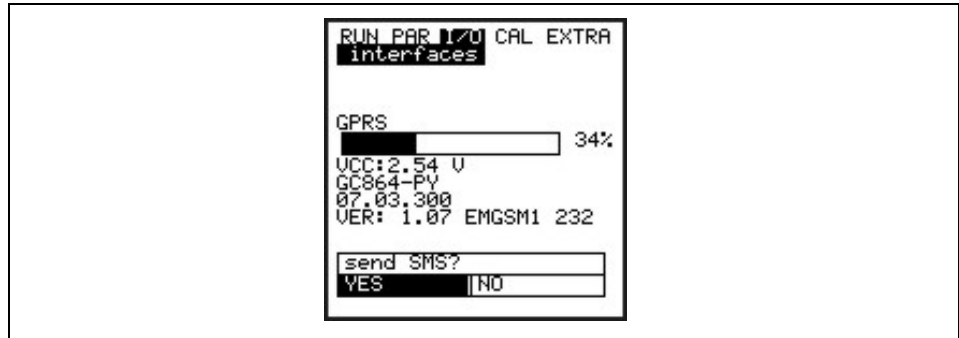 RUN PAR I/O CAL EXTRA
interfaces
GPRS
34%
VCC:2.54 V
GC864-PY
07.03.300
VER: 1.07 EMGSM1 232
send SMS?
YES NO